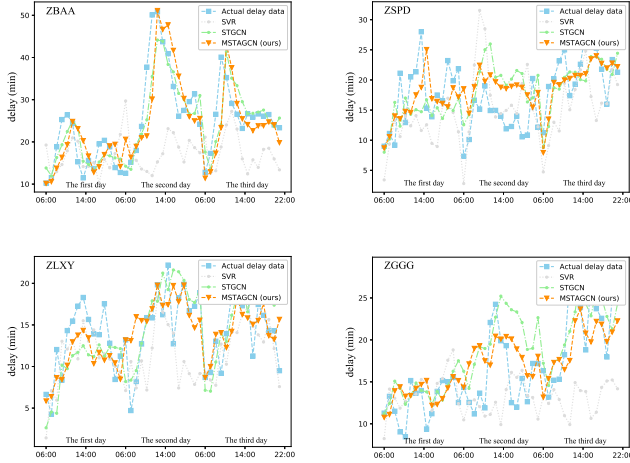 ZBAA
Actual delay data
SVR
STGCN
MSTAGCN (ours)
delay (min)
50
40
30
20
10
The first day
The second day
The third day
06:00 14:00 06:00 14:00 06:00 14:00 22:00
ZSPD
Actual delay data
SVR
STGCN
MSTAGCN (ours)
delay (min)
30
25
20
15
10
5
The first day
The second day
The third day
06:00 14:00 06:00 14:00 06:00 14:00 21:00
ZLXY
Actual delay data
SVR
STGCN
MSTAGCN (ours)
delay (min)
20
15
10
5
The first day
The second day
The third day
06:00 14:00 06:00 14:00 06:00 14:00 22:00
ZGGG
Actual delay data
SVR
STGCN
MSTAGCN (ours)
delay (min)
25
20
15
10
The first day
The second day
The third day
06:00 14:00 06:00 14:00 06:00 14:00 21:00